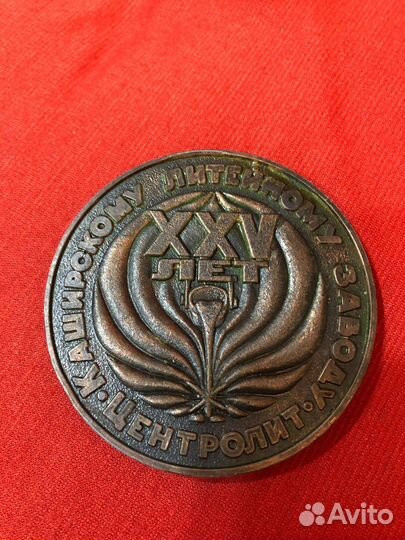 КАШИРСКОМУ ЛИТЕЙНОМУ ЗАВОДУ
· ЦЕНТРОЛИТ ·
XXV
ЛЕТ
Avito